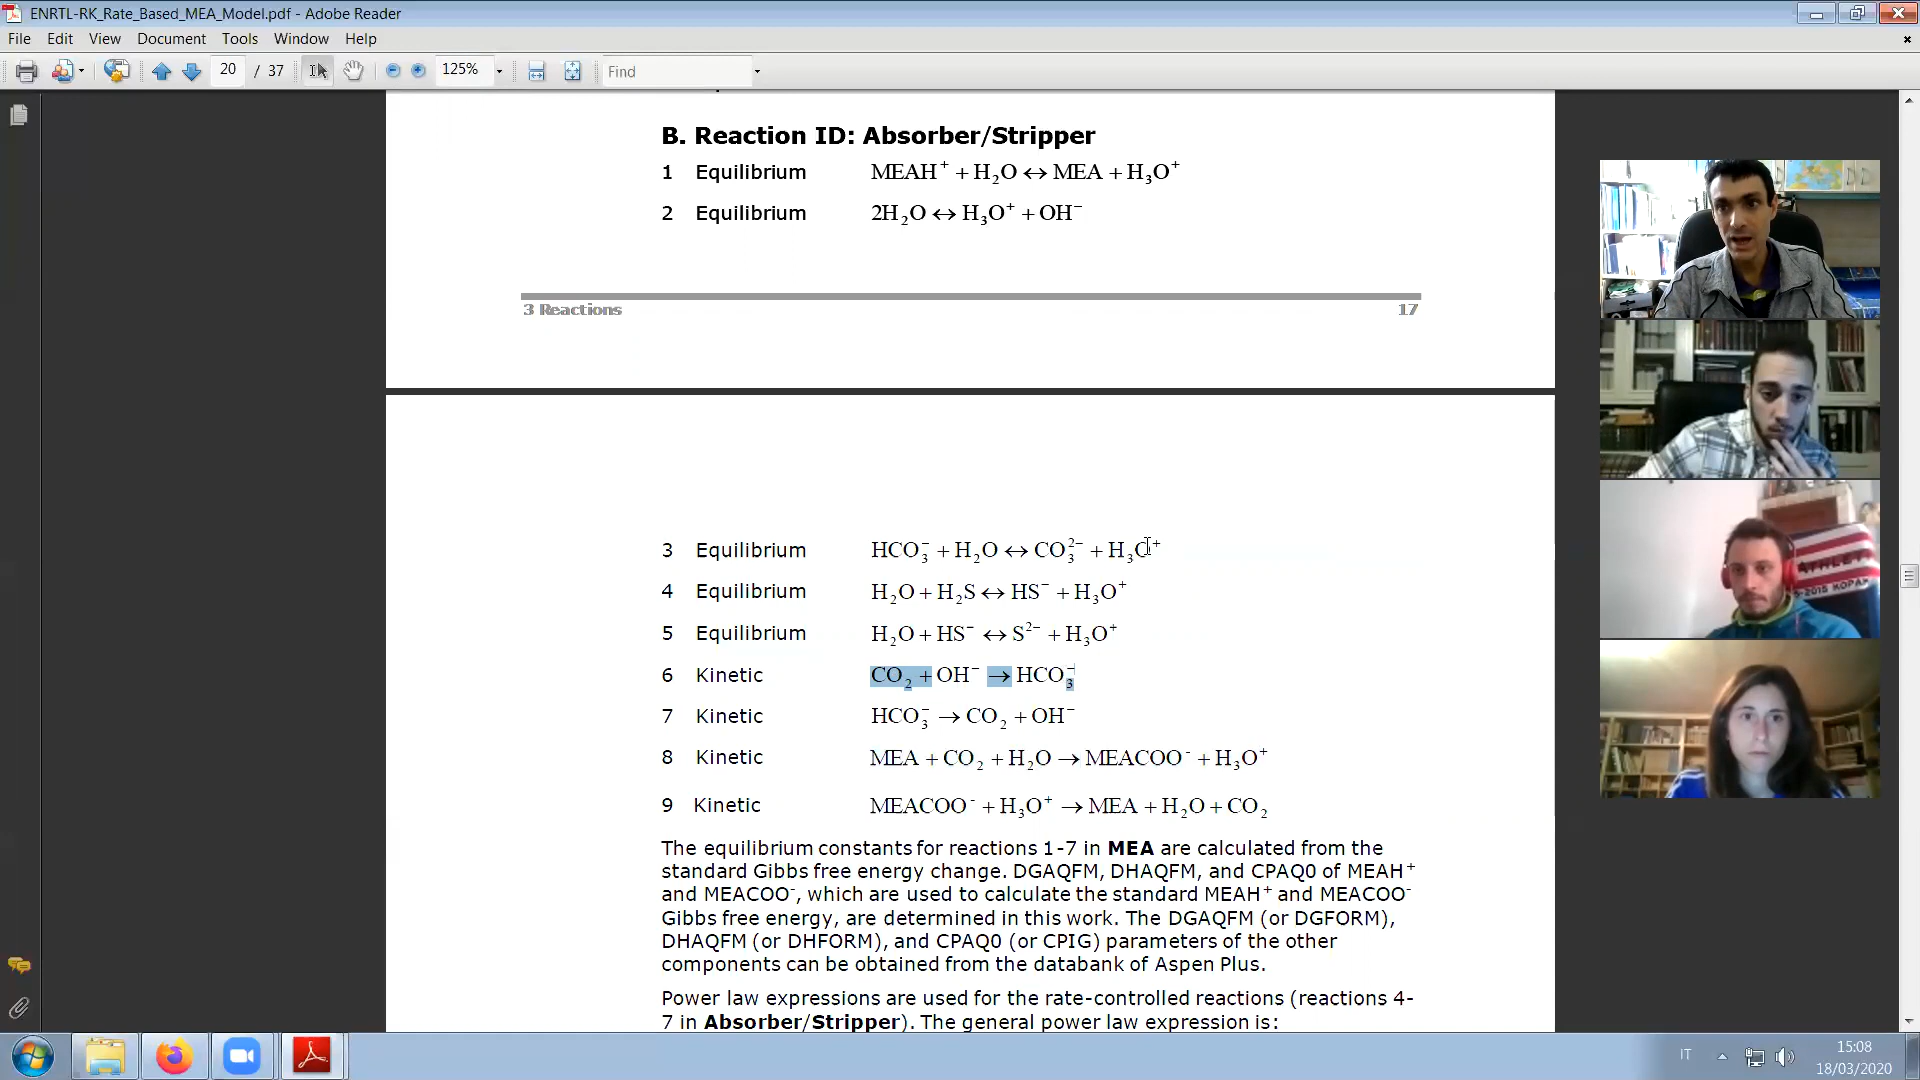 ENRTL-RK_Rate_Based_MEA_Model.pdf - Adobe Reader
File Edit View Document Tools Window Help
20 / 37 125% Find
B. Reaction ID: Absorber/Stripper
1 Equilibrium MEAH⁺ + H₂O ↔ MEA + H₃O⁺
2 Equilibrium 2H₂O ↔ H₃O⁺ + OH⁻
3 Reactions 17
3 Equilibrium HCO₃⁻ + H₂O ↔ CO₃²⁻ + H₃O⁺
4 Equilibrium H₂O + H₂S ↔ HS⁻ + H₃O⁺
5 Equilibrium H₂O + HS⁻ ↔ S²⁻ + H₃O⁺
6 Kinetic CO₂ + OH⁻ → HCO₃⁻
7 Kinetic HCO₃⁻ → CO₂ + OH⁻
8 Kinetic MEA + CO₂ + H₂O → MEACOO⁻ + H₃O⁺
9 Kinetic MEACOO⁻ + H₃O⁺ → MEA + H₂O + CO₂
The equilibrium constants for reactions 1-7 in MEA are calculated from the
standard Gibbs free energy change. DGAQFM, DHAQFM, and CPAQ0 of MEAH⁺
and MEACOO⁻, which are used to calculate the standard MEAH⁺ and MEACOO⁻
Gibbs free energy, are determined in this work. The DGAQFM (or DGFORM),
DHAQFM (or DHFORM), and CPAQ0 (or CPIG) parameters of the other
components can be obtained from the databank of Aspen Plus.
Power law expressions are used for the rate-controlled reactions (reactions 4-
7 in Absorber/Stripper). The general power law expression is:
IT
15:08
18/03/2020